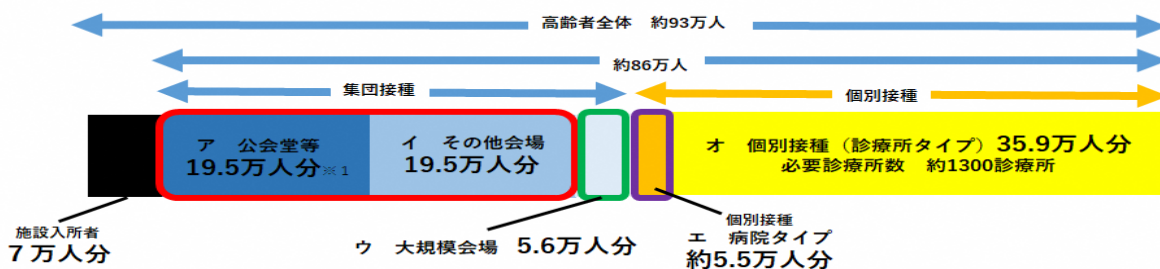 高齢者全体 約93万人
約86万人
集団接種
個別接種
ア 公会堂等
19.5万人分※1
イ その他会場
19.5万人分
オ 個別接種（診療所タイプ）35.9万人分
必要診療所数 約1300診療所
施設入所者
7万人分
ウ 大規模会場 5.6万人分
個別接種
エ 病院タイプ
約5.5万人分